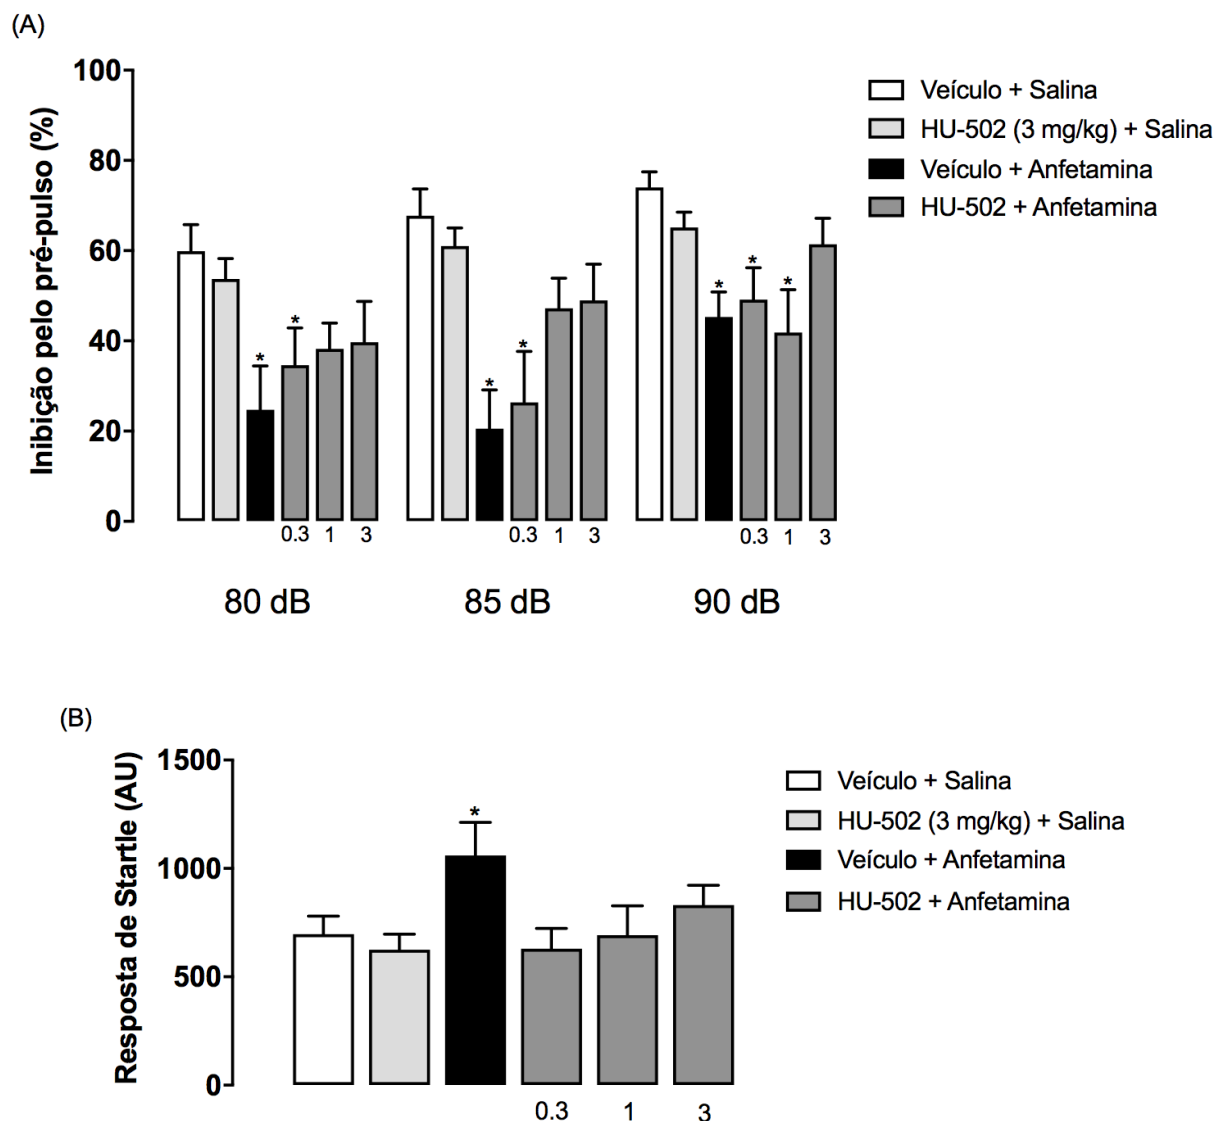 (A)
Inibição pelo pré-pulso (%)
100
80
60
40
20
0
Veículo + Salina
HU-502 (3 mg/kg) + Salina
Veículo + Anfetamina
HU-502 + Anfetamina
* * * * * * *
0.3 1 3 0.3 1 3 0.3 1 3
80 dB 85 dB 90 dB
(B)
Resposta de Startle (AU)
1500
1000
500
0
Veículo + Salina
HU-502 (3 mg/kg) + Salina
Veículo + Anfetamina
HU-502 + Anfetamina
*
0.3 1 3